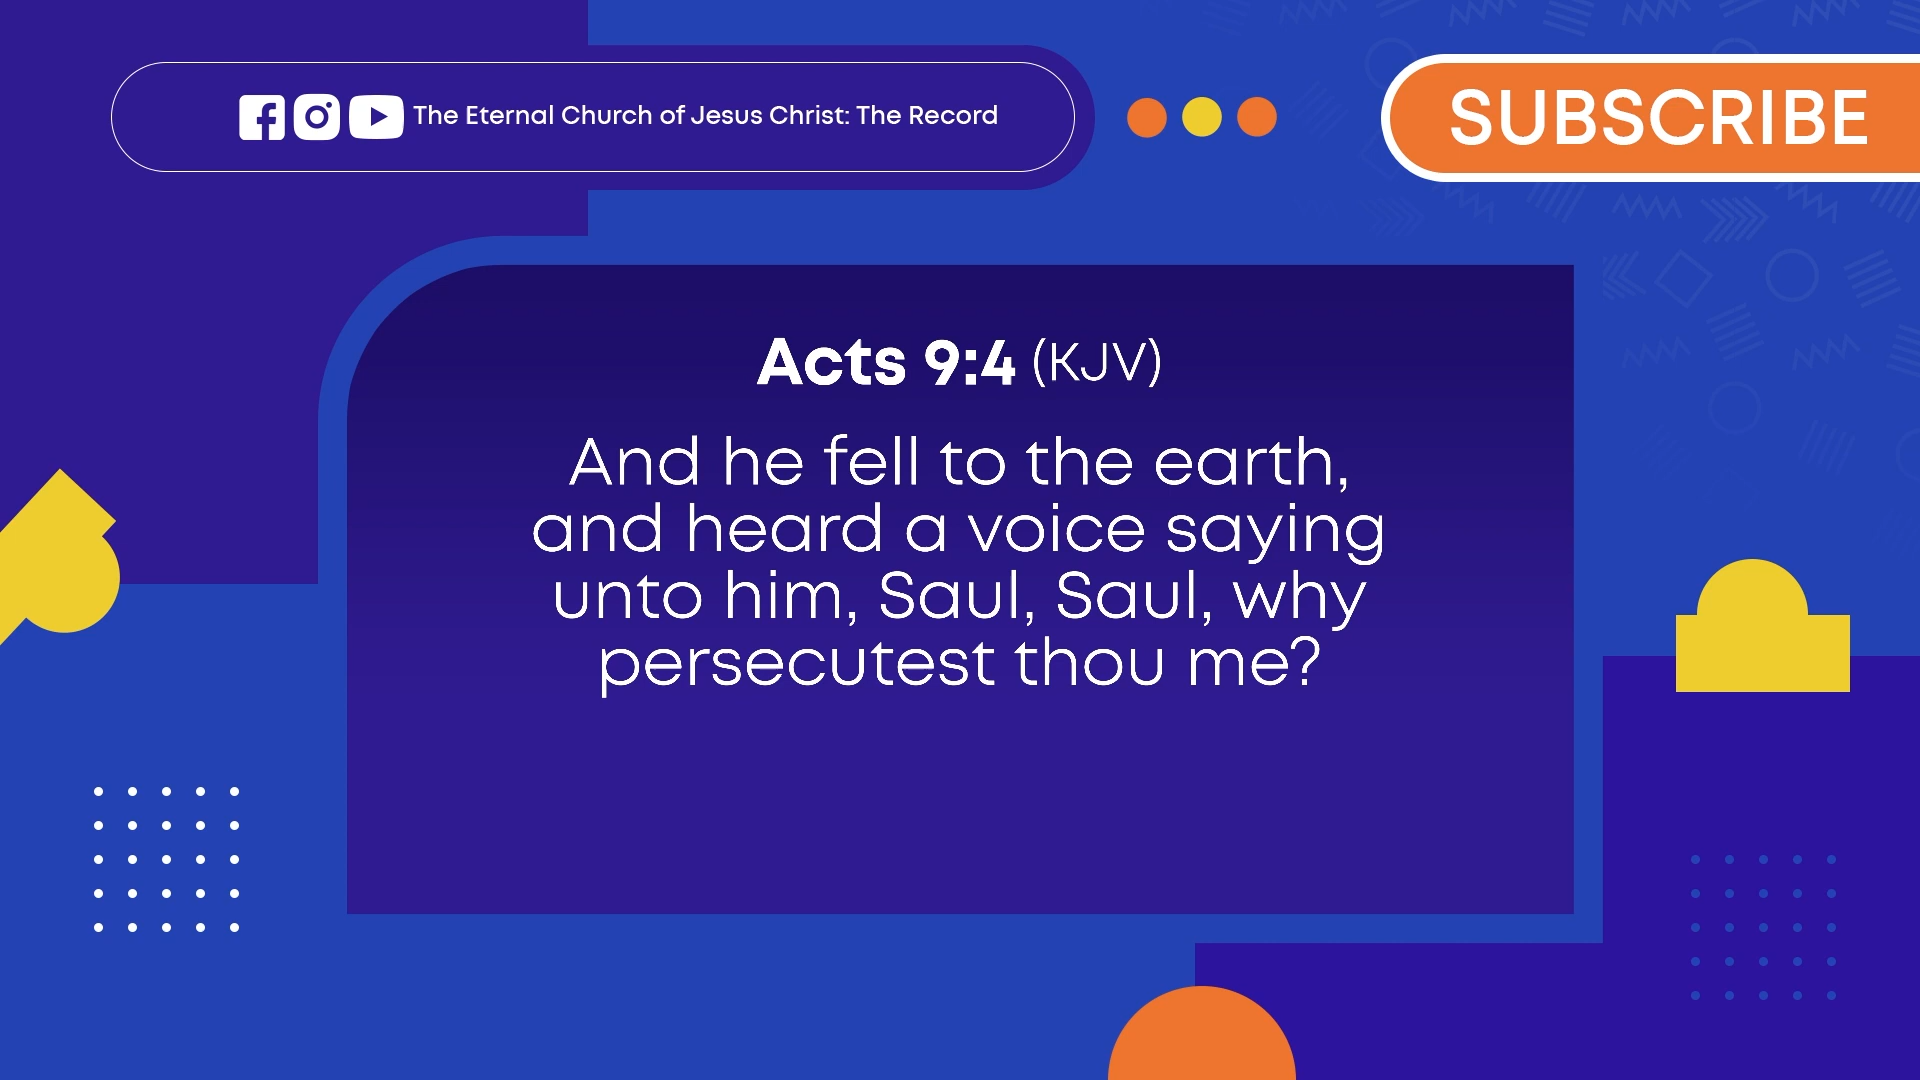 The Eternal Church of Jesus Christ: The Record
SUBSCRIBE
Acts 9:4 (KJV)
And he fell to the earth,
and heard a voice saying
unto him, Saul, Saul, why
persecutest thou me?